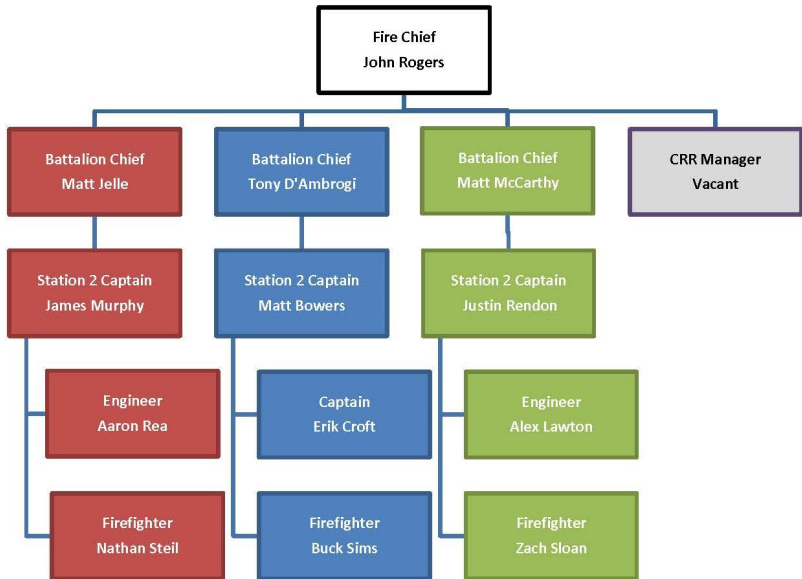 Fire Chief
John Rogers
Battalion Chief
Matt Jelle
Battalion Chief
Tony D'Ambrogi
Battalion Chief
Matt McCarthy
CRR Manager
Vacant
Station 2 Captain
James Murphy
Station 2 Captain
Matt Bowers
Station 2 Captain
Justin Rendon
Engineer
Aaron Rea
Captain
Erik Croft
Engineer
Alex Lawton
Firefighter
Nathan Steil
Firefighter
Buck Sims
Firefighter
Zach Sloan